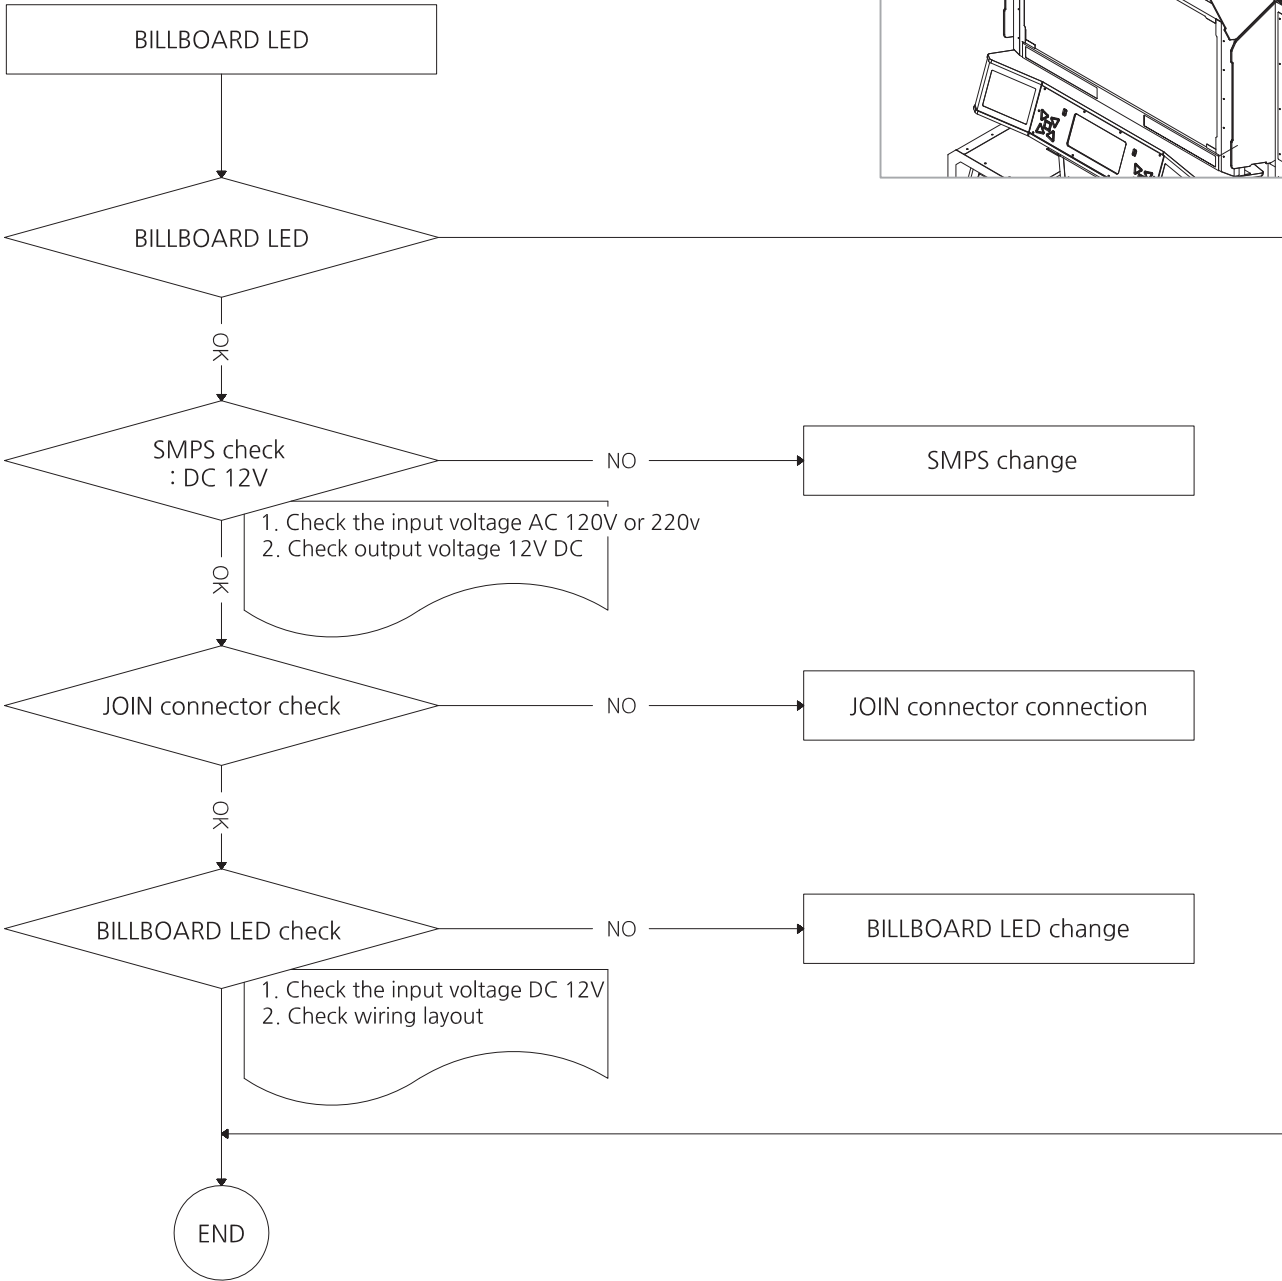 BILLBOARD LED
BILLBOARD LED
OK
SMPS check
: DC 12V
NO
SMPS change
1. Check the input voltage AC 120V or 220v
2. Check output voltage 12V DC
OK
JOIN connector check
NO
JOIN connector connection
OK
BILLBOARD LED check
NO
BILLBOARD LED change
1. Check the input voltage DC 12V
2. Check wiring layout
END